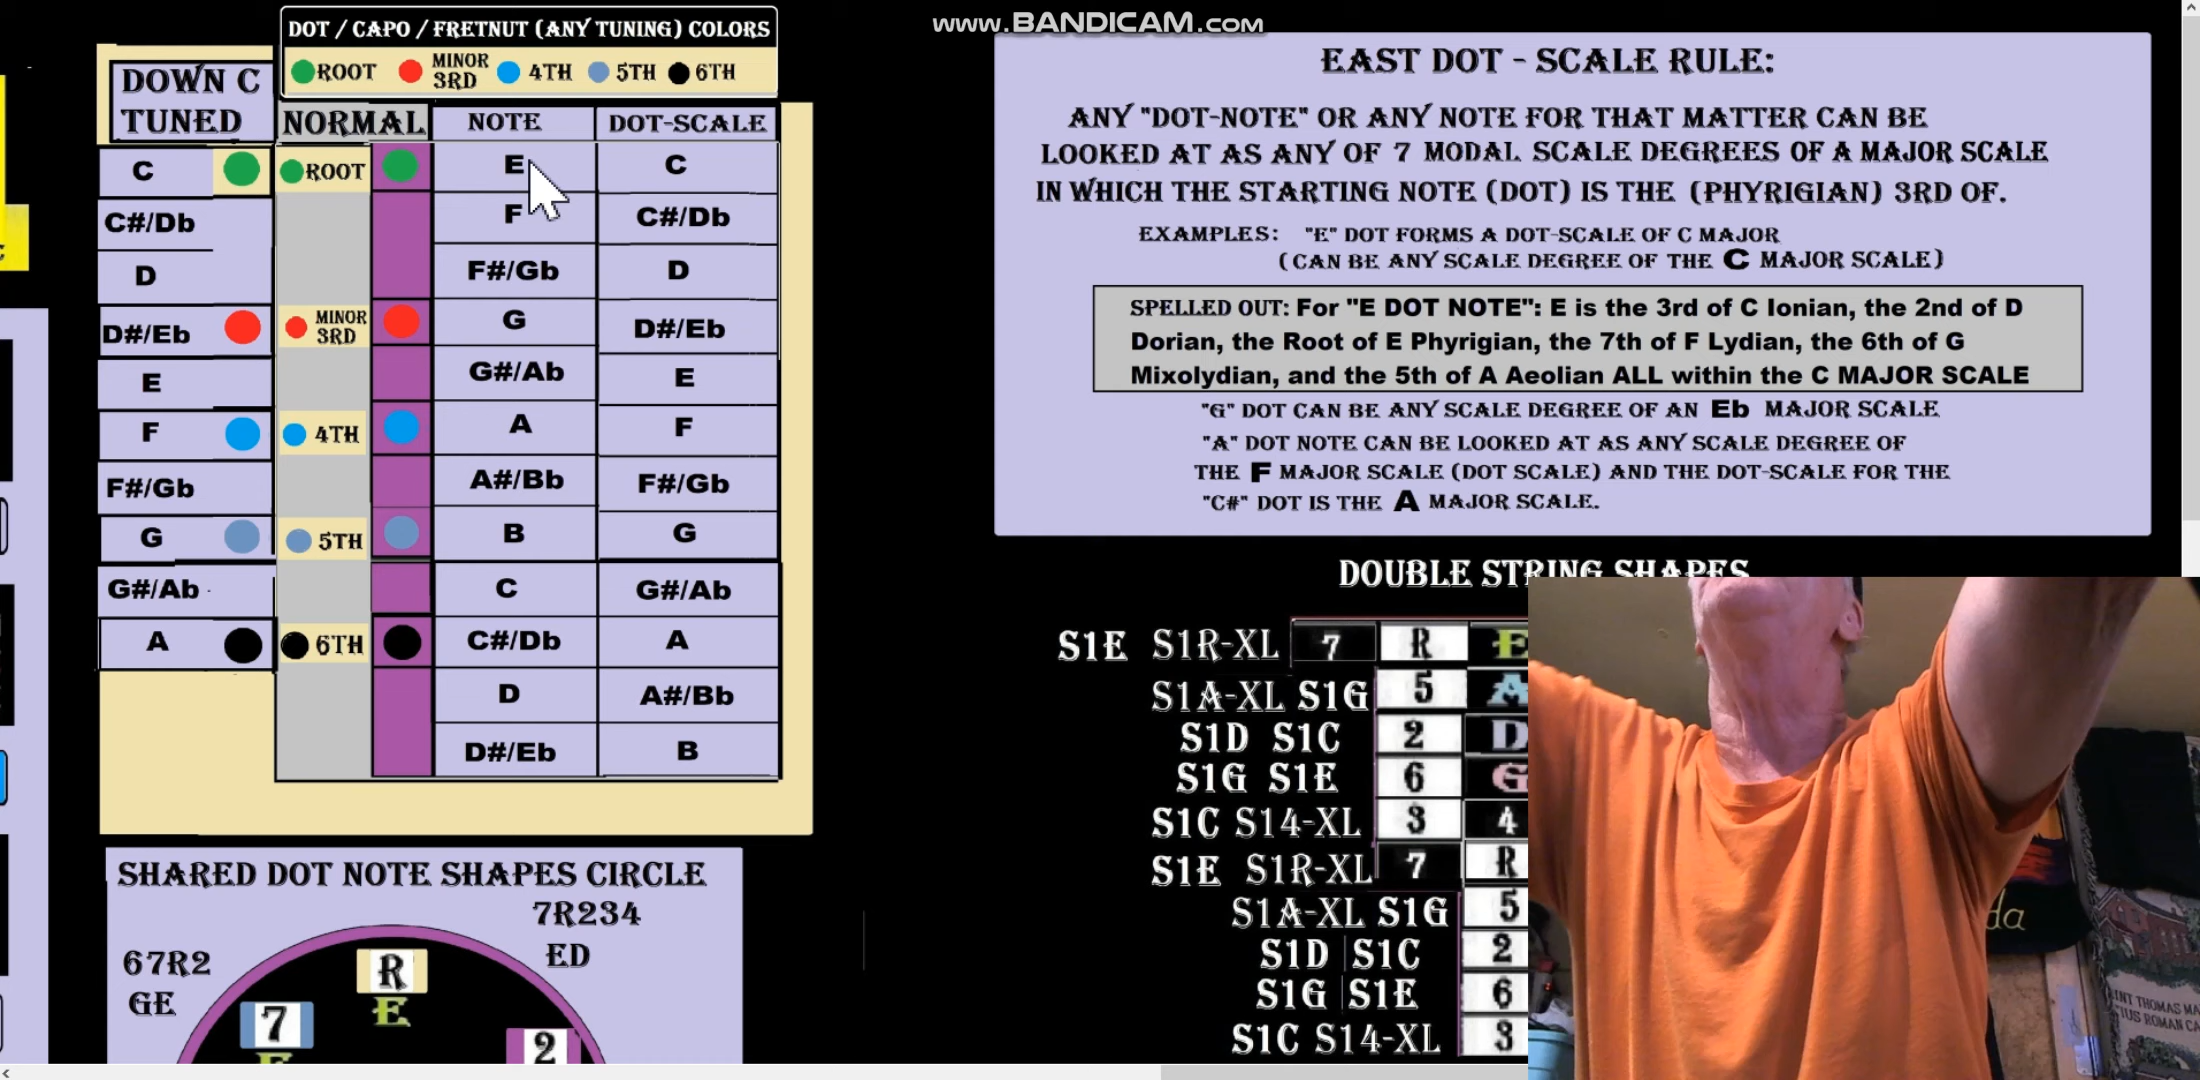 www.BANDICAM.com
DOT / CAPO / FRETNUT (ANY TUNING) COLORS
ROOT MINOR 3RD 4TH 5TH 6TH
DOWN C TUNED
NORMAL NOTE DOT-SCALE
C ROOT E C
C#/Db F C#/Db
D F#/Gb D
D#/Eb MINOR 3RD G D#/Eb
E G#/Ab E
F 4TH A F
F#/Gb A#/Bb F#/Gb
G 5TH B G
G#/Ab C G#/Ab
A 6TH C#/Db A
D A#/Bb
D#/Eb B
EAST DOT - SCALE RULE:
ANY "DOT-NOTE" OR ANY NOTE FOR THAT MATTER CAN BE
LOOKED AT AS ANY OF 7 MODAL SCALE DEGREES OF A MAJOR SCALE
IN WHICH THE STARTING NOTE (DOT) IS THE (PHYRIGIAN) 3RD OF.
EXAMPLES: "E" DOT FORMS A DOT-SCALE OF C MAJOR
(CAN BE ANY SCALE DEGREE OF THE C MAJOR SCALE)
SPELLED OUT: For "E DOT NOTE": E is the 3rd of C Ionian, the 2nd of D
Dorian, the Root of E Phyrigian, the 7th of F Lydian, the 6th of G
Mixolydian, and the 5th of A Aeolian ALL within the C MAJOR SCALE
"G" DOT CAN BE ANY SCALE DEGREE OF AN Eb MAJOR SCALE
"A" DOT NOTE CAN BE LOOKED AT AS ANY SCALE DEGREE OF
THE F MAJOR SCALE (DOT SCALE) AND THE DOT-SCALE FOR THE
"C#" DOT IS THE A MAJOR SCALE.
DOUBLE STRING SHAPES
S1E S1R-XL 7 R E
S1A-XL S1G 5 A
S1D S1C 2 D
S1G S1E 6 G
S1C S14-XL 3 4
S1E S1R-XL 7 R
S1A-XL S1G 5
S1D S1C 2
S1G S1E 6
S1C S14-XL 3
SHARED DOT NOTE SHAPES CIRCLE
7R234
ED
67R2
GE
R
E
7
2